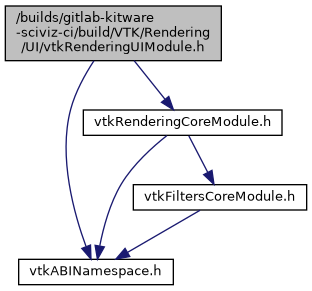 /builds/gitlab-kitware
-sciviz-ci/build/VTK/Rendering
/UI/vtkRenderingUIModule.h
vtkRenderingCoreModule.h
vtkFiltersCoreModule.h
vtkABINamespace.h